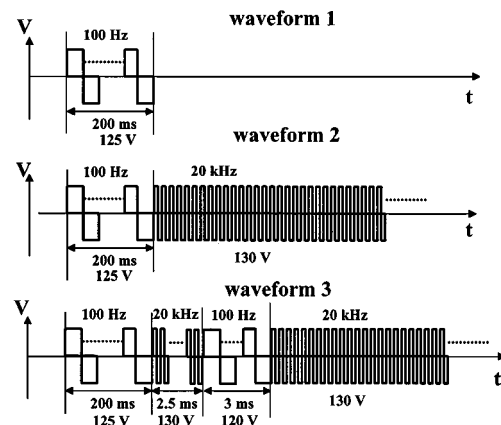 waveform 1
V
100 Hz
t
200 ms
125 V
waveform 2
V
100 Hz
20 kHz
t
200 ms
125 V
130 V
waveform 3
V
100 Hz
20 kHz
100 Hz
20 kHz
t
200 ms
2.5 ms
3 ms
125 V
130 V
120 V
130 V